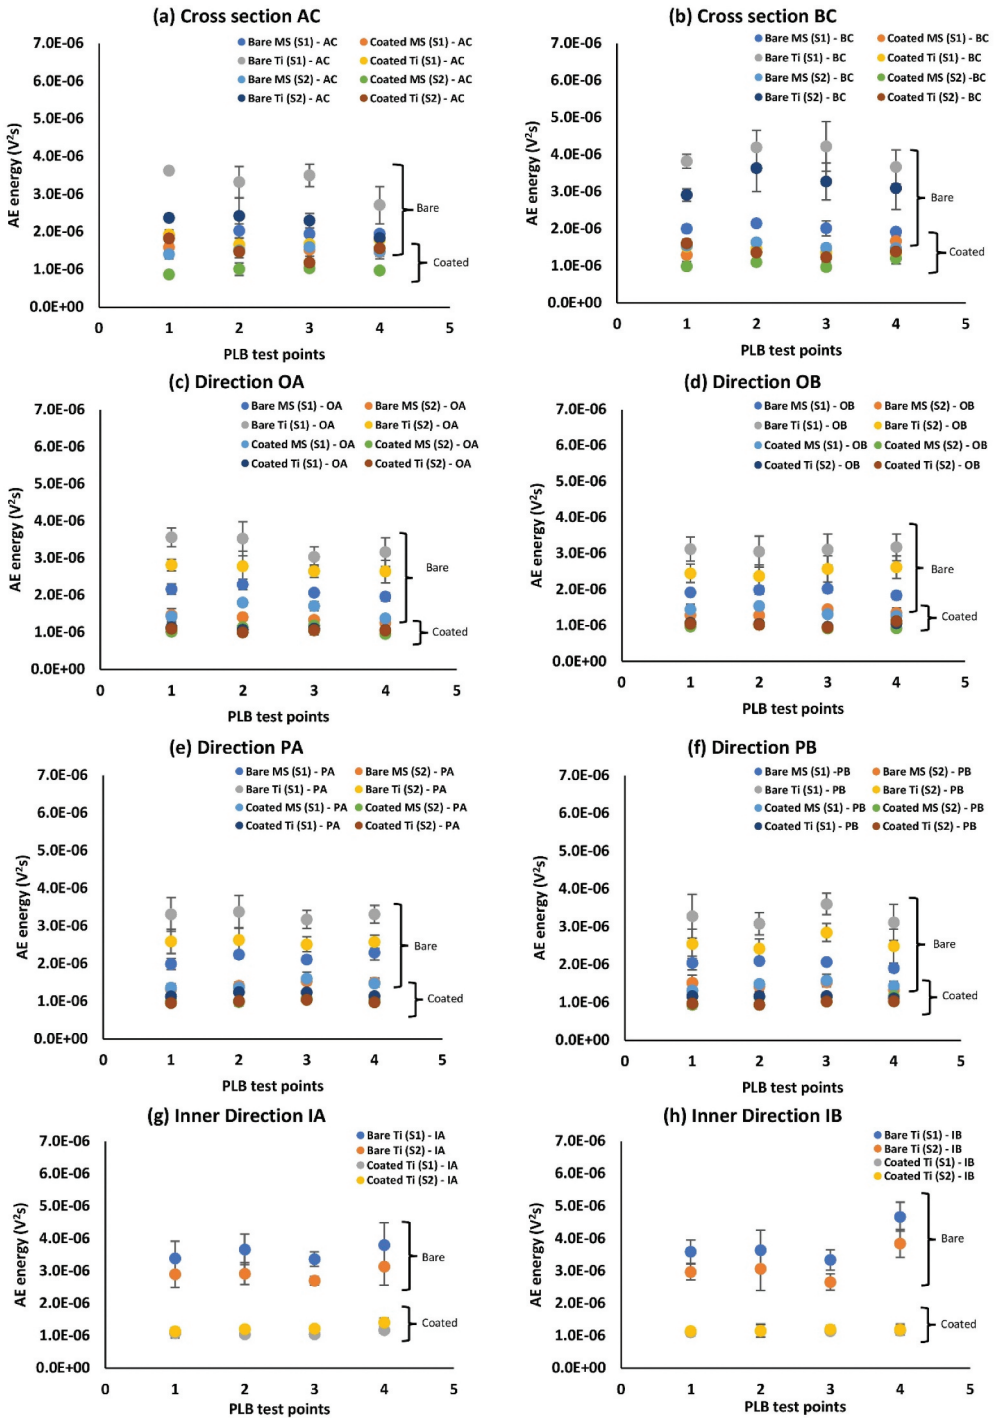 (a) Cross section AC
7.0E-06
6.0E-06
5.0E-06
4.0E-06
3.0E-06
2.0E-06
1.0E-06
0.0E+00
AE energy (V²s)
Bare MS (S1) - AC
Coated MS (S1) - AC
Bare Ti (S1) - AC
Coated Ti (S1) - AC
Bare MS (S2) - AC
Coated MS (S2) - AC
Bare Ti (S2) - AC
Coated Ti (S2) - AC
Bare
Coated
0 1 2 3 4 5
PLB test points
(b) Cross section BC
7.0E-06
6.0E-06
5.0E-06
4.0E-06
3.0E-06
2.0E-06
1.0E-06
0.0E+00
AE energy (V²s)
Bare MS (S1) - BC
Coated MS (S1) - BC
Bare Ti (S1) - BC
Coated Ti (S1) - BC
Bare MS (S2) - BC
Coated MS (S2) -BC
Bare Ti (S2) - BC
Coated Ti (S2) - BC
Bare
Coated
0 1 2 3 4 5
PLB test points
(c) Direction OA
7.0E-06
6.0E-06
5.0E-06
4.0E-06
3.0E-06
2.0E-06
1.0E-06
0.0E+00
AE energy (V²s)
Bare MS (S1) - OA
Bare MS (S2) - OA
Bare Ti (S1) - OA
Bare Ti (S2) - OA
Coated MS (S1) - OA
Coated MS (S2) - OA
Coated Ti (S1) - OA
Coated Ti (S2) - OA
Bare
Coated
0 1 2 3 4 5
PLB test points
(d) Direction OB
7.0E-06
6.0E-06
5.0E-06
4.0E-06
3.0E-06
2.0E-06
1.0E-06
0.0E+00
AE energy (V²s)
Bare MS (S1) - OB
Bare MS (S2) - OB
Bare Ti (S1) - OB
Bare Ti (S2) - OB
Coated MS (S1) - OB
Coated MS (S2) - OB
Coated Ti (S1) - OB
Coated Ti (S2) - OB
Bare
Coated
0 1 2 3 4 5
PLB test points
(e) Direction PA
7.0E-06
6.0E-06
5.0E-06
4.0E-06
3.0E-06
2.0E-06
1.0E-06
0.0E+00
AE energy (V²s)
Bare MS (S1) - PA
Bare MS (S2) - PA
Bare Ti (S1) - PA
Bare Ti (S2) - PA
Coated MS (S1) - PA
Coated MS (S2) - PA
Coated Ti (S1) - PA
Coated Ti (S2) - PA
Bare
Coated
0 1 2 3 4 5
PLB test points
(f) Direction PB
7.0E-06
6.0E-06
5.0E-06
4.0E-06
3.0E-06
2.0E-06
1.0E-06
0.0E+00
AE energy (V²s)
Bare MS (S1) -PB
Bare MS (S2) - PB
Bare Ti (S1) - PB
Bare Ti (S2) - PB
Coated MS (S1) - PB
Coated MS (S2) - PB
Coated Ti (S1) - PB
Coated Ti (S2) - PB
Bare
Coated
0 1 2 3 4 5
PLB test points
(g) Inner Direction IA
7.0E-06
6.0E-06
5.0E-06
4.0E-06
3.0E-06
2.0E-06
1.0E-06
0.0E+00
AE energy (V²s)
Bare Ti (S1) - IA
Bare Ti (S2) - IA
Coated Ti (S1) - IA
Coated Ti (S2) - IA
Bare
Coated
0 1 2 3 4 5
PLB test points
(h) Inner Direction IB
7.0E-06
6.0E-06
5.0E-06
4.0E-06
3.0E-06
2.0E-06
1.0E-06
0.0E+00
AE energy (V²s)
Bare Ti (S1) - IB
Bare Ti (S2) - IB
Coated Ti (S1) - IB
Coated Ti (S2) - IB
Bare
Coated
0 1 2 3 4 5
PLB test points